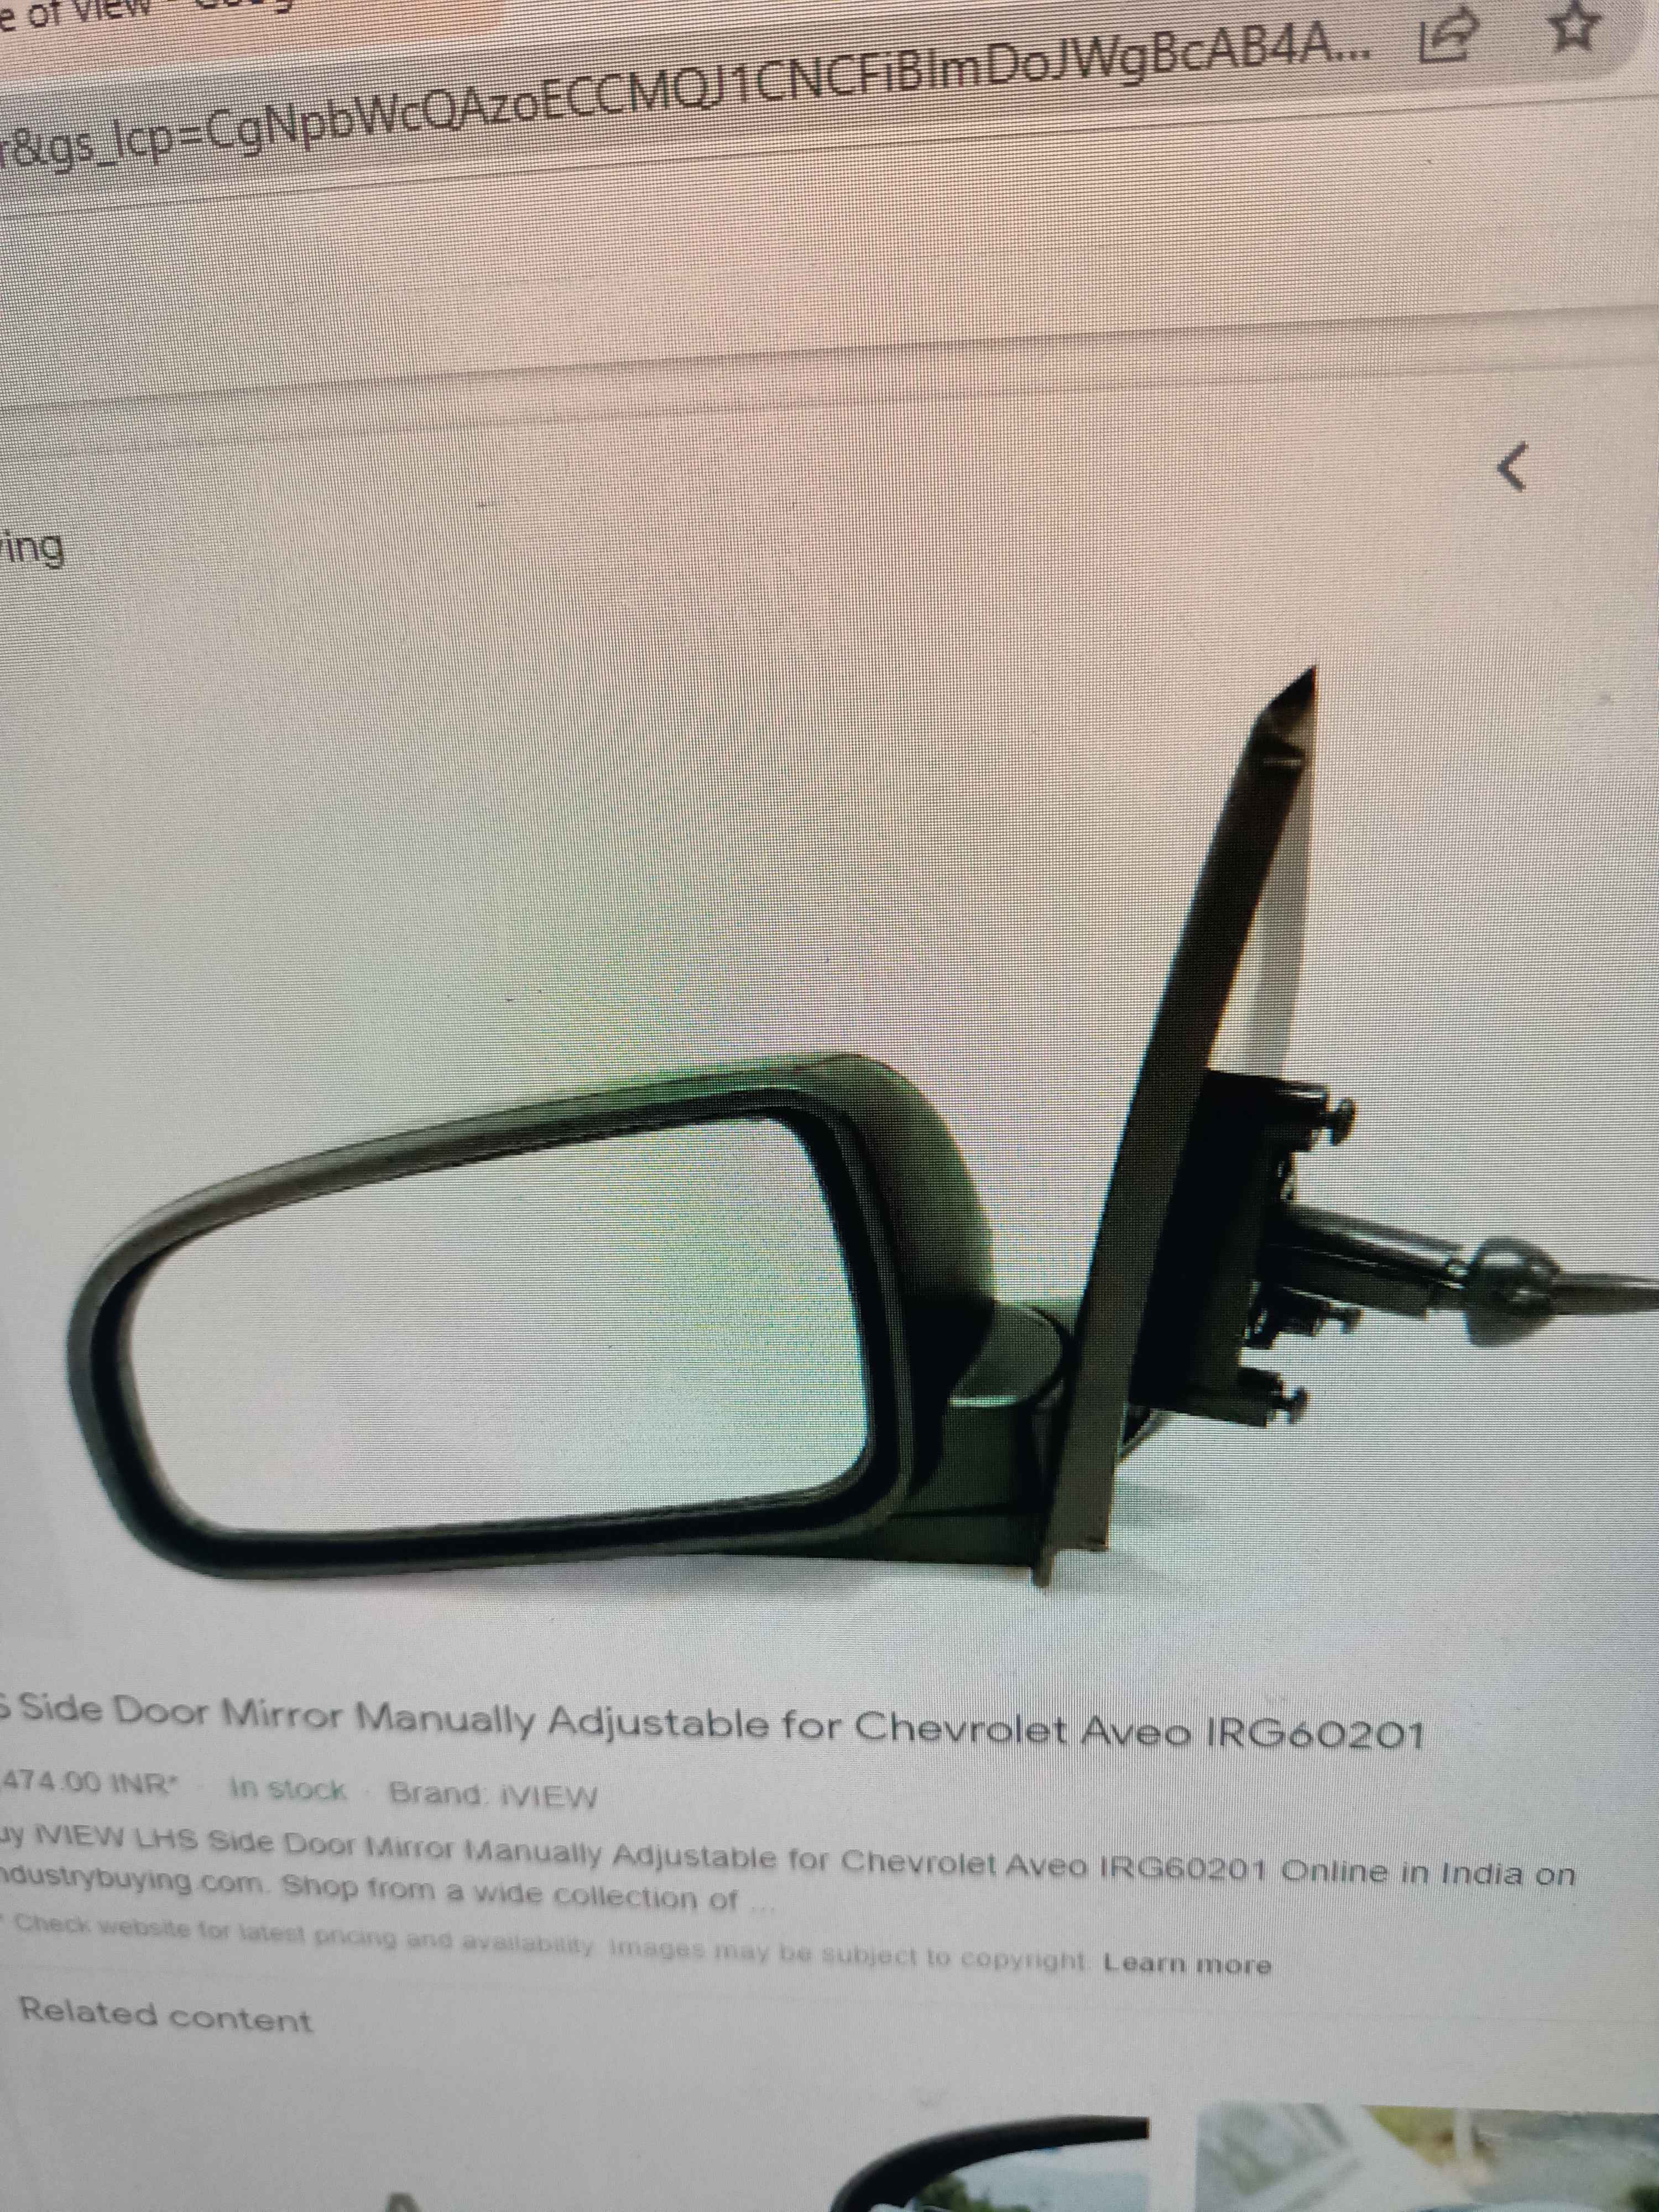 e of view - Goog
r&gs_lcp=CgNpbWcQAzoECCMQJ1CNCFiBlmDoJWgBcAB4A...
ing
S Side Door Mirror Manually Adjustable for Chevrolet Aveo IRG60201
,474.00 INR* · In stock · Brand: iVIEW
uy iVIEW LHS Side Door Mirror Manually Adjustable for Chevrolet Aveo IRG60201 Online in India on
ndustrybuying.com. Shop from a wide collection of ...
* Check website for latest pricing and availability. Images may be subject to copyright. Learn more
Related content